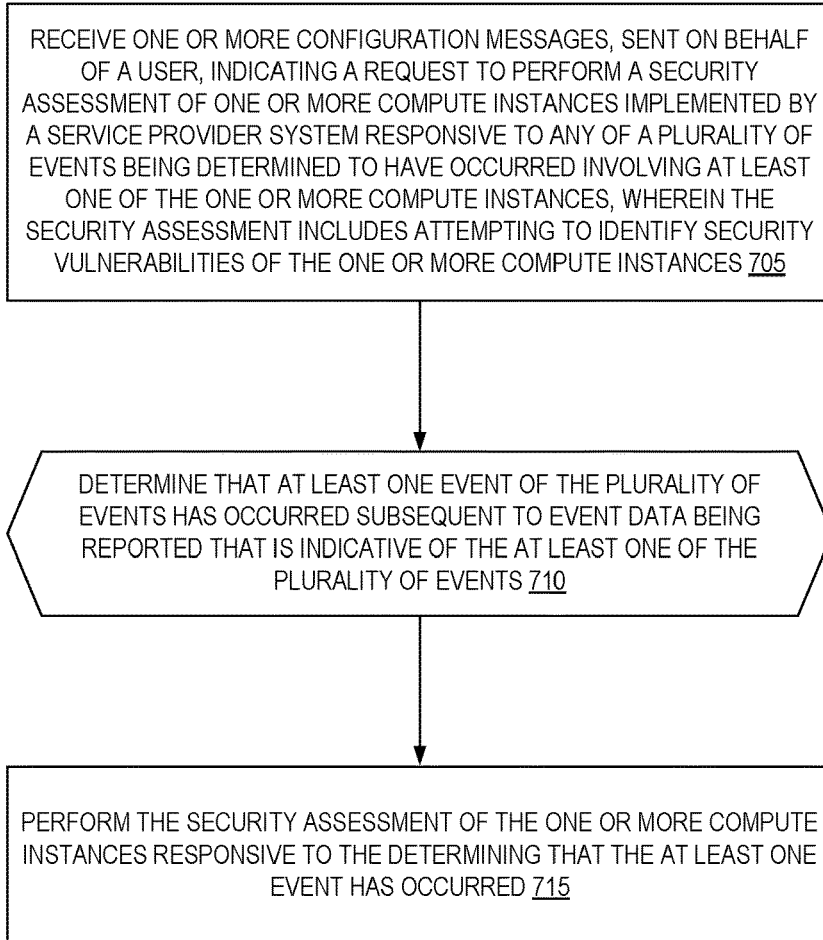 RECEIVE ONE OR MORE CONFIGURATION MESSAGES, SENT ON BEHALF
OF A USER, INDICATING A REQUEST TO PERFORM A SECURITY
ASSESSMENT OF ONE OR MORE COMPUTE INSTANCES IMPLEMENTED BY
A SERVICE PROVIDER SYSTEM RESPONSIVE TO ANY OF A PLURALITY OF
EVENTS BEING DETERMINED TO HAVE OCCURRED INVOLVING AT LEAST
ONE OF THE ONE OR MORE COMPUTE INSTANCES, WHEREIN THE
SECURITY ASSESSMENT INCLUDES ATTEMPTING TO IDENTIFY SECURITY
VULNERABILITIES OF THE ONE OR MORE COMPUTE INSTANCES 705
DETERMINE THAT AT LEAST ONE EVENT OF THE PLURALITY OF
EVENTS HAS OCCURRED SUBSEQUENT TO EVENT DATA BEING
REPORTED THAT IS INDICATIVE OF THE AT LEAST ONE OF THE
PLURALITY OF EVENTS 710
PERFORM THE SECURITY ASSESSMENT OF THE ONE OR MORE COMPUTE
INSTANCES RESPONSIVE TO THE DETERMINING THAT THE AT LEAST ONE
EVENT HAS OCCURRED 715